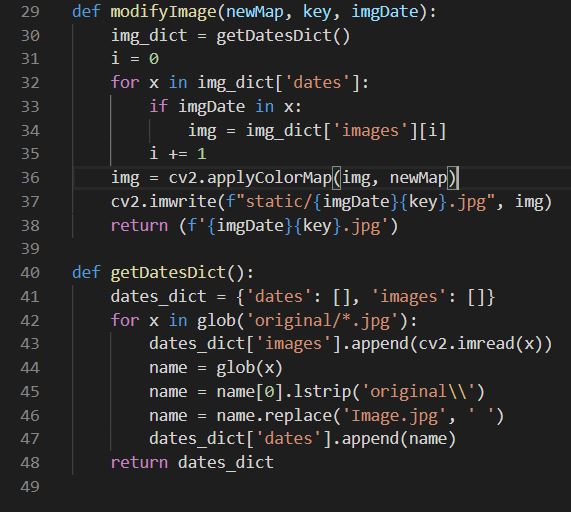 29 def modifyImage(newMap, key, imgDate):
30     img_dict = getDatesDict()
31     i = 0
32     for x in img_dict['dates']:
33         if imgDate in x:
34             img = img_dict['images'][i]
35         i += 1
36     img = cv2.applyColorMap(img, newMap)
37     cv2.imwrite(f"static/{imgDate}{key}.jpg", img)
38     return (f'{imgDate}{key}.jpg')
39
40 def getDatesDict():
41     dates_dict = {'dates': [], 'images': []}
42     for x in glob('original/*.jpg'):
43         dates_dict['images'].append(cv2.imread(x))
44         name = glob(x)
45         name = name[0].lstrip('original\\')
46         name = name.replace('Image.jpg', ' ')
47         dates_dict['dates'].append(name)
48     return dates_dict
49